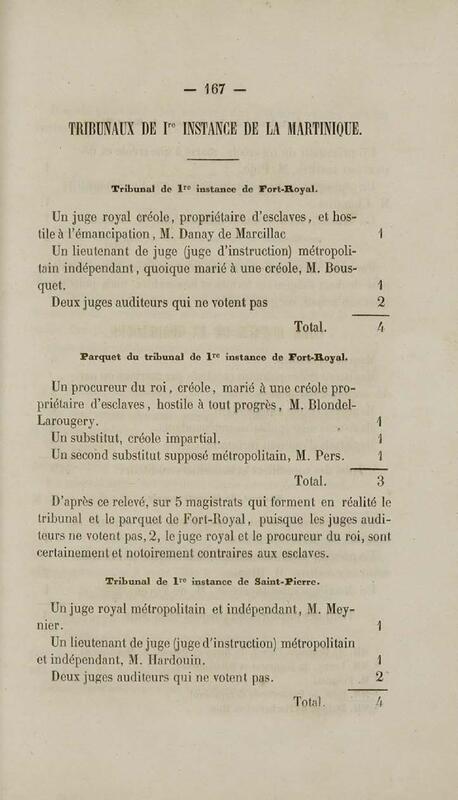 — 167 —
TRIBUNAUX DE Ire INSTANCE DE LA MARTINIQUE.
Tribunal de 1re instance de Fort-Royal.
Un juge royal créole, propriétaire d'esclaves, et hos-
tile à l'émancipation, M. Danay de Marcillac 1
Un lieutenant de juge (juge d'instruction) métropoli-
tain indépendant, quoique marié à une créole, M. Bous-
quet. 1
Deux juges auditeurs qui ne votent pas 2
Total. 4
Parquet du tribunal de 1re instance de Fort-Royal.
Un procureur du roi, créole, marié à une créole pro-
priétaire d'esclaves, hostile à tout progrès, M. Blondel-
Larougery. 1
Un substitut, créole impartial. 1
Un second substitut supposé métropolitain, M. Pers. 1
Total. 3
D'après ce relevé, sur 5 magistrats qui forment en réalité le
tribunal et le parquet de Fort-Royal, puisque les juges audi-
teurs ne votent pas, 2, le juge royal et le procureur du roi, sont
certainement et notoirement contraires aux esclaves.
Tribunal de 1re instance de Saint-Pierre.
Un juge royal métropolitain et indépendant, M. Mey-
nier. 1
Un lieutenant de juge (juge d'instruction) métropolitain
et indépendant, M. Hardouin. 1
Deux juges auditeurs qui ne votent pas. 2
Total. 4